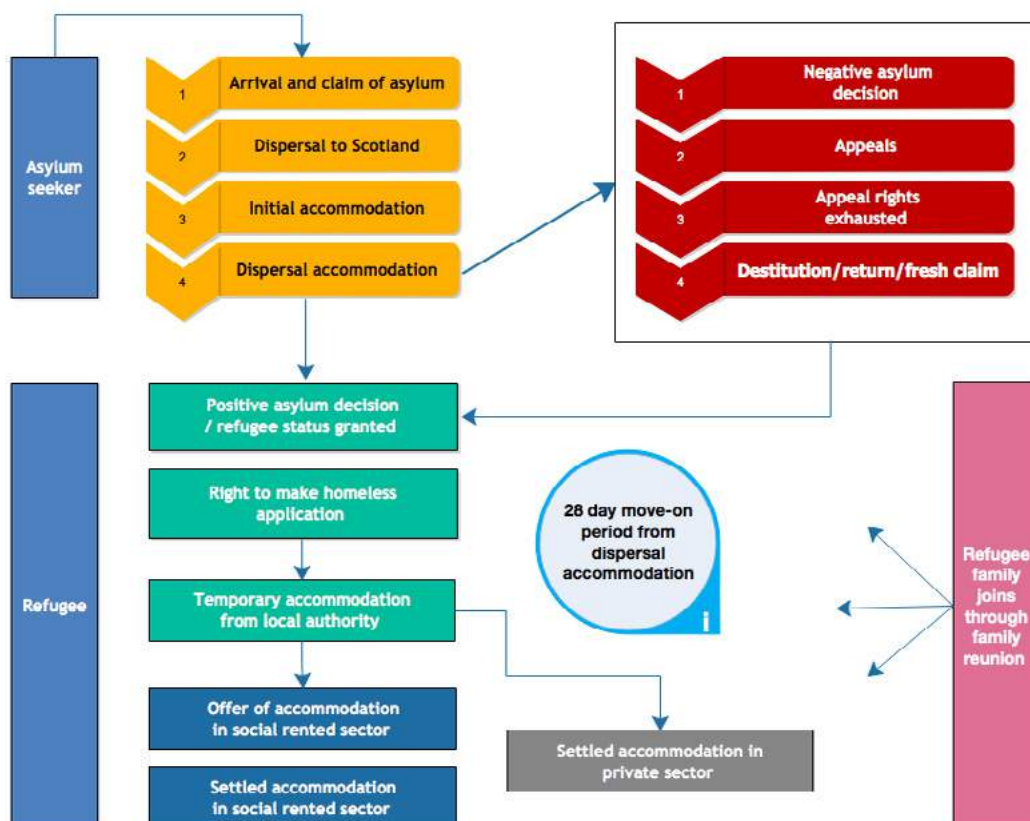 Asylum
seeker
1
Arrival and claim of asylum
2
Dispersal to Scotland
3
Initial accommodation
4
Dispersal accommodation
1
Negative asylum
decision
2
Appeals
3
Appeal rights
exhausted
4
Destitution/return/fresh claim
Refugee
Positive asylum decision
/ refugee status granted
Right to make homeless
application
Temporary accommodation
from local authority
Offer of accommodation
in social rented sector
Settled accommodation
in social rented sector
28 day move-on
period from
dispersal
accommodation
i
Settled accommodation in
private sector
Refugee
family
joins
through
family
reunion